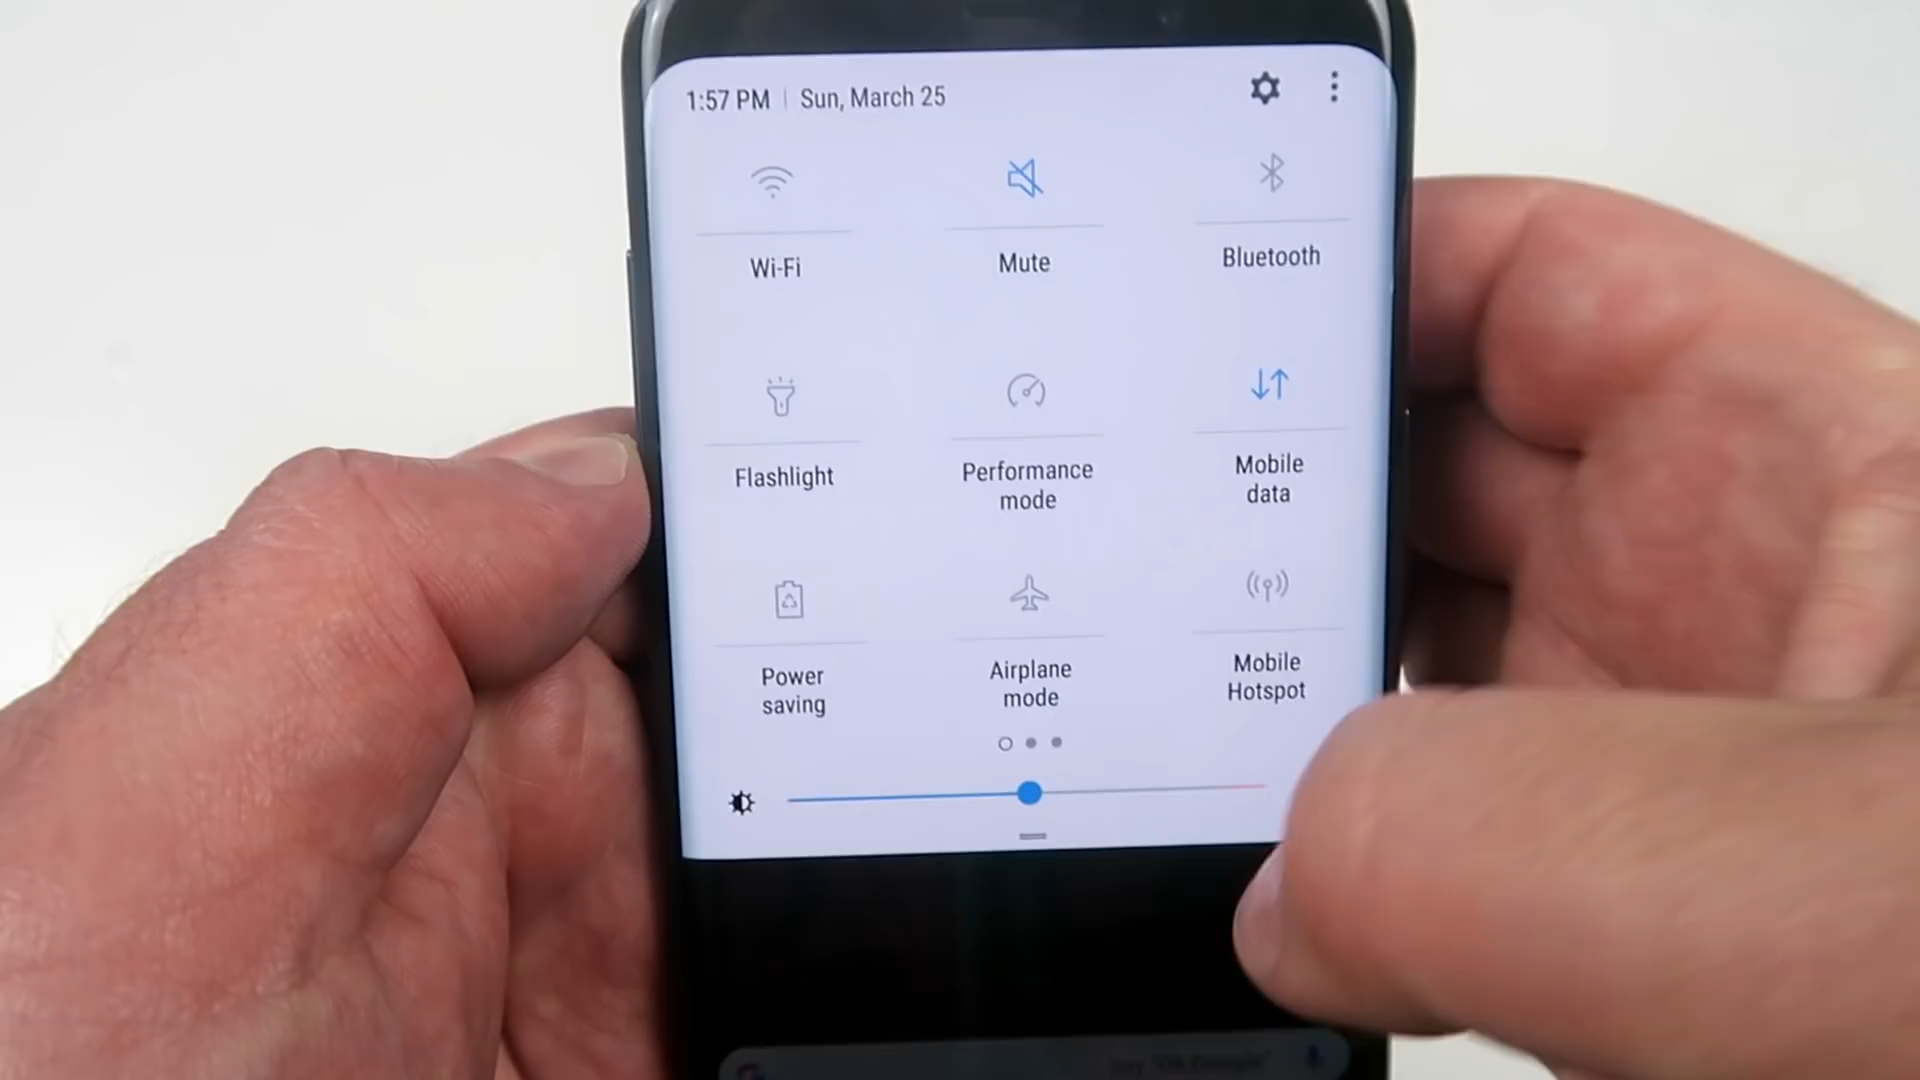 1:57 PM | Sun, March 25
Wi-Fi
Mute
Bluetooth
Flashlight
Performance
mode
Mobile
data
Power
saving
Airplane
mode
Mobile
Hotspot